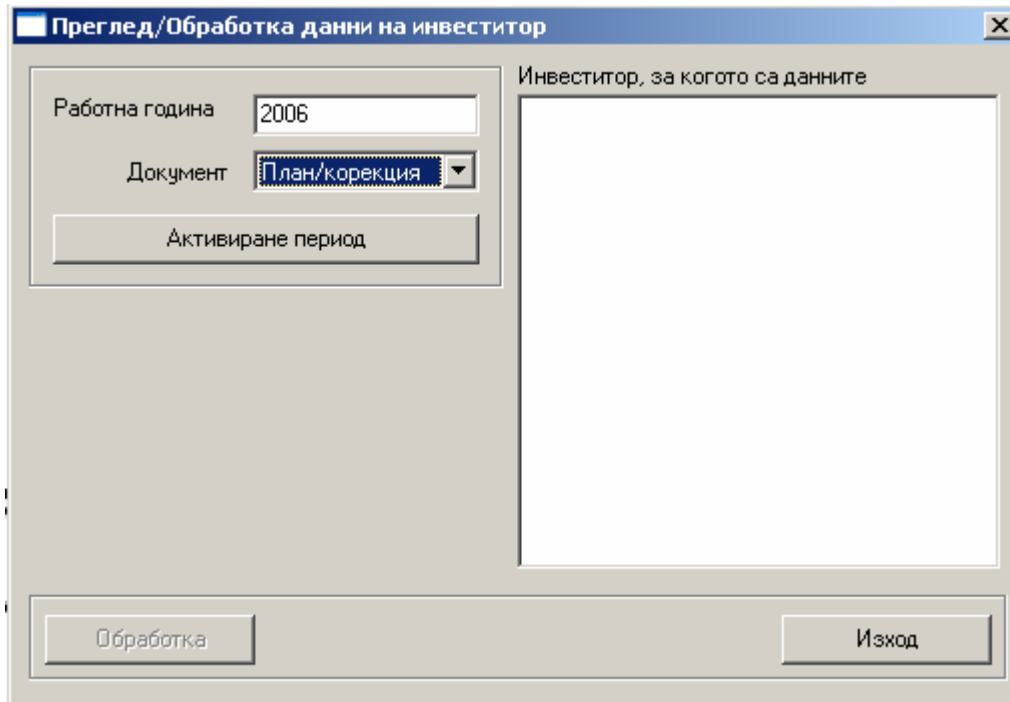 Преглед/Обработка данни на инвеститор
Работна година
2006
Документ
План/корекция
Активиране период
Инвеститор, за когото са данните
Обработка
Изход